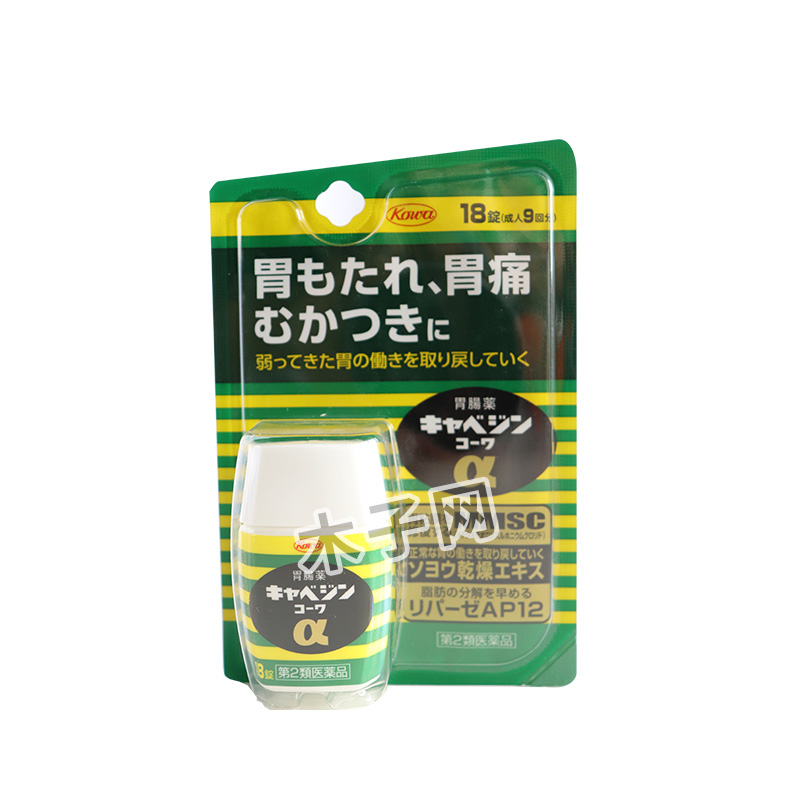 Kowa
18錠(成人9回分)
胃もたれ、胃痛
むかつきに
弱ってきた胃の働きを取り戻していく
胃腸薬
キャベジン
コーワ
α
MMSC
正常な胃の働きを取り戻していく
ソヨウ乾燥エキス
脂肪の分解を早める
リパーゼAP12
第2類医薬品
Kowa
胃腸薬
キャベジン
コーワ
α
18錠
第2類医薬品
木子网